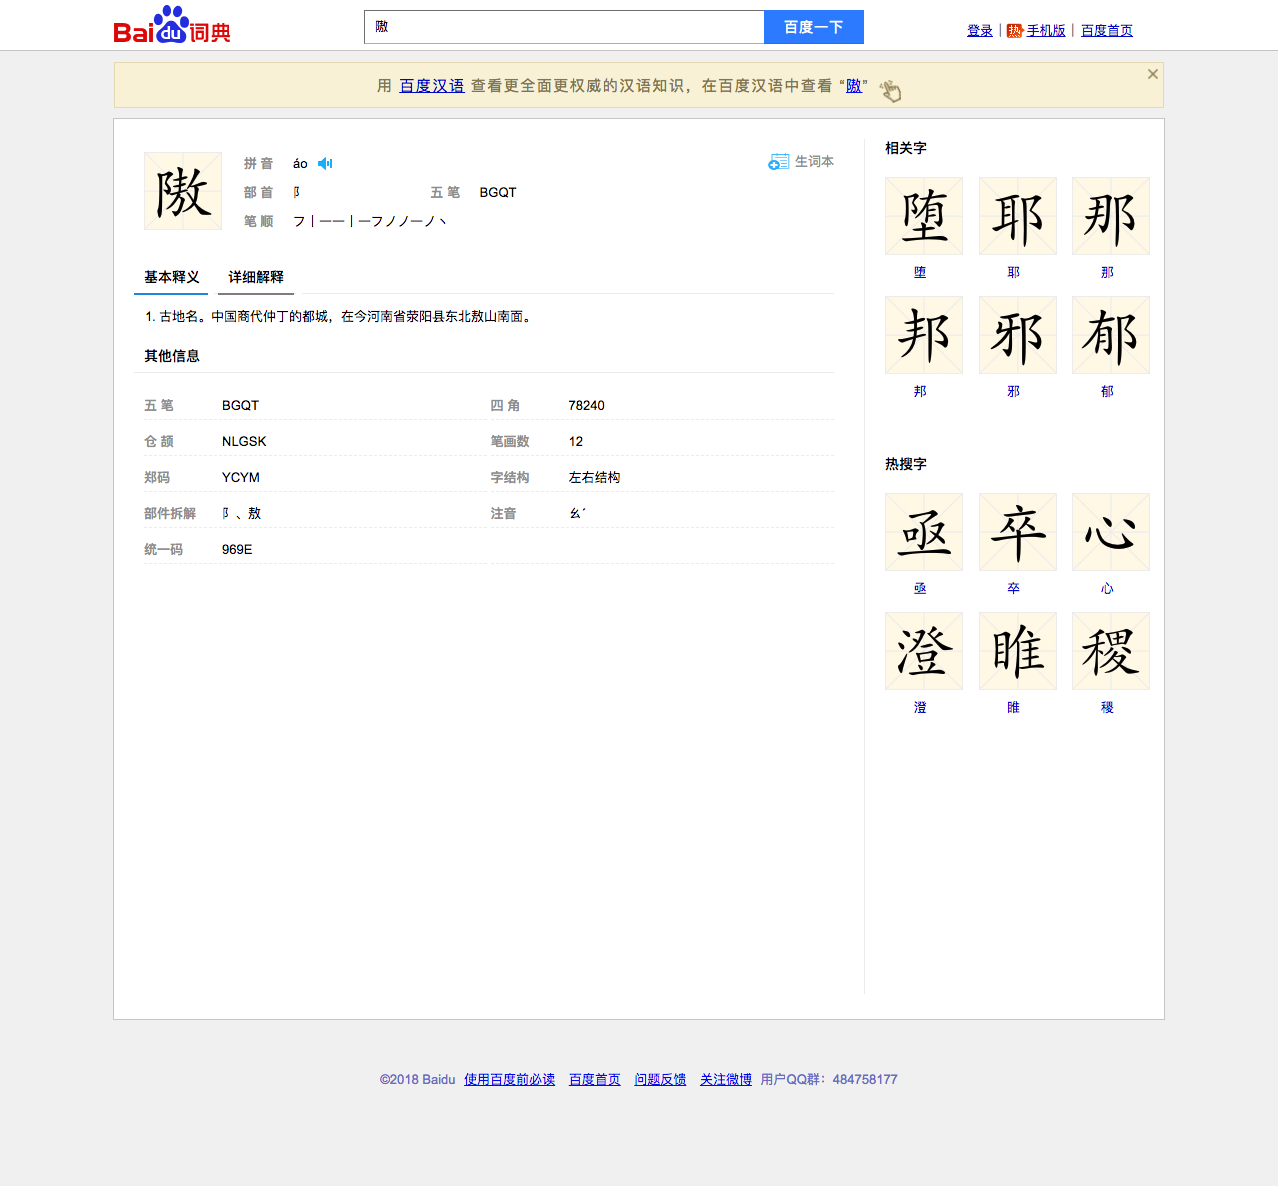 Bai du 词典
隞
百度一下
登录 | 热 手机版 | 百度首页
用 百度汉语 查看更全面更权威的汉语知识，在百度汉语中查看 “隞”
隞
拼 音 áo
生词本
部 首 阝 五 笔 BGQT
笔 顺 フ丨一一丨一フノノ一ノ丶
基本释义 详细解释
1. 古地名。中国商代仲丁的都城，在今河南省荥阳县东北敖山南面。
其他信息
五 笔 BGQT 四 角 78240
仓 颉 NLGSK 笔画数 12
郑码 YCYM 字结构 左右结构
部件拆解 阝、敖 注音 ㄠˊ
统一码 969E
相关字
堕 耶 那
堕 耶 那
邦 邪 郁
邦 邪 郁
热搜字
亟 卒 心
亟 卒 心
澄 睢 稷
澄 睢 稷
©2018 Baidu 使用百度前必读 百度首页 问题反馈 关注微博 用户QQ群：484758177